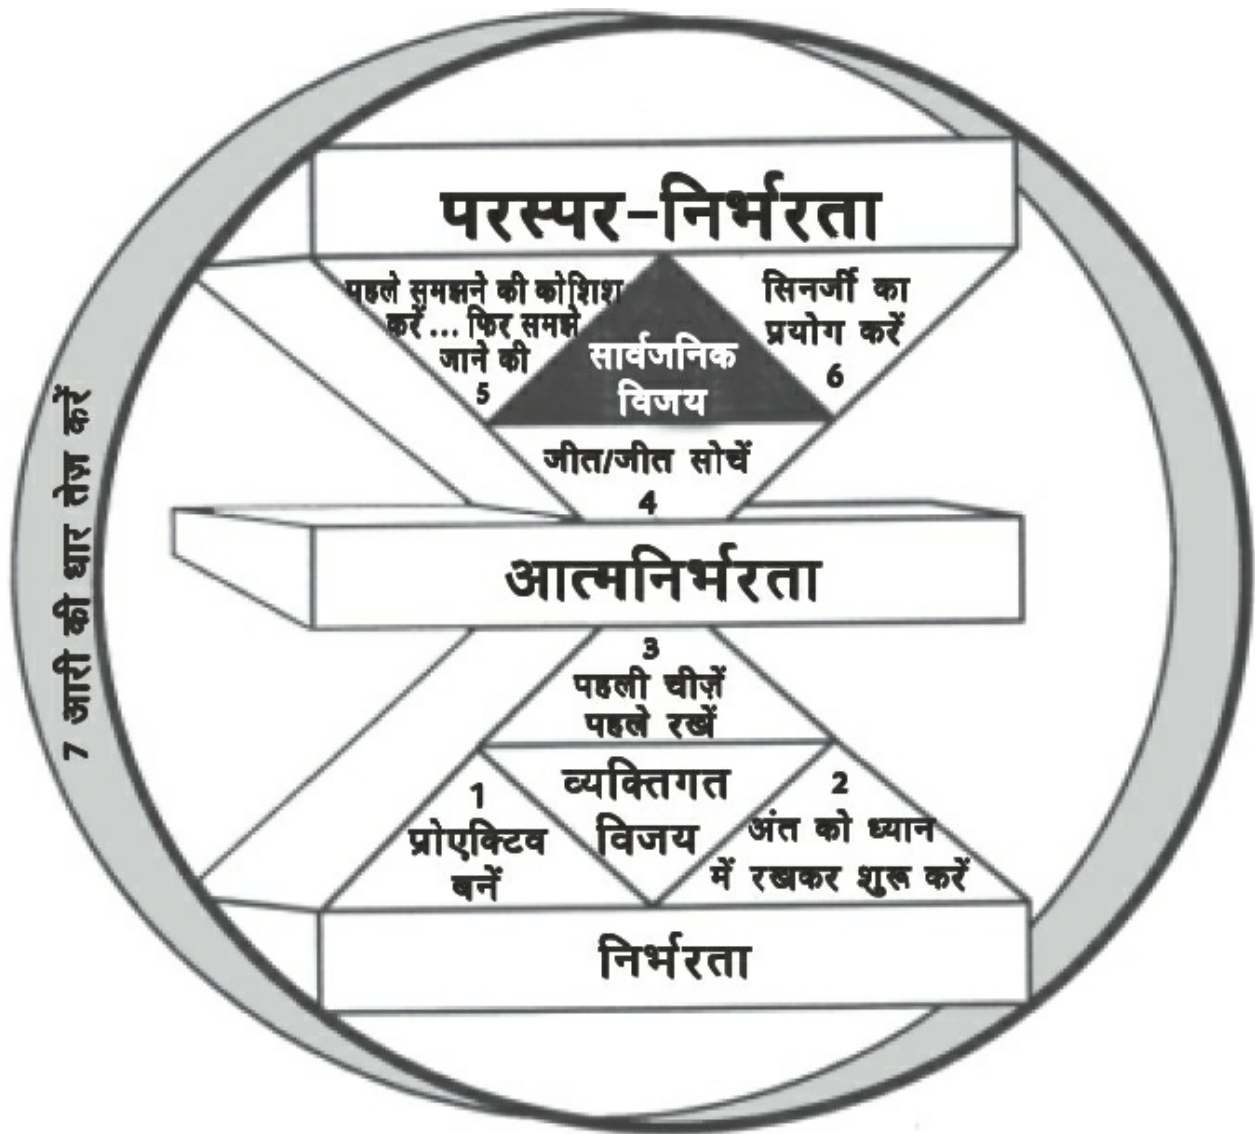 परस्पर-निर्भरता
पहले समझने की कोशिश
करें... फिर समझे
जाने की
5
सार्वजनिक
विजय
सिनर्जी का
प्रयोग करें
6
जीत/जीत सोचें
4
आत्मनिर्भरता
3
पहली चीज़ें
पहले रखें
1
प्रोएक्टिव
बनें
व्यक्तिगत
विजय
2
अंत को ध्यान
में रखकर शुरू करें
निर्भरता
7 आरी की धार तेज़ करें